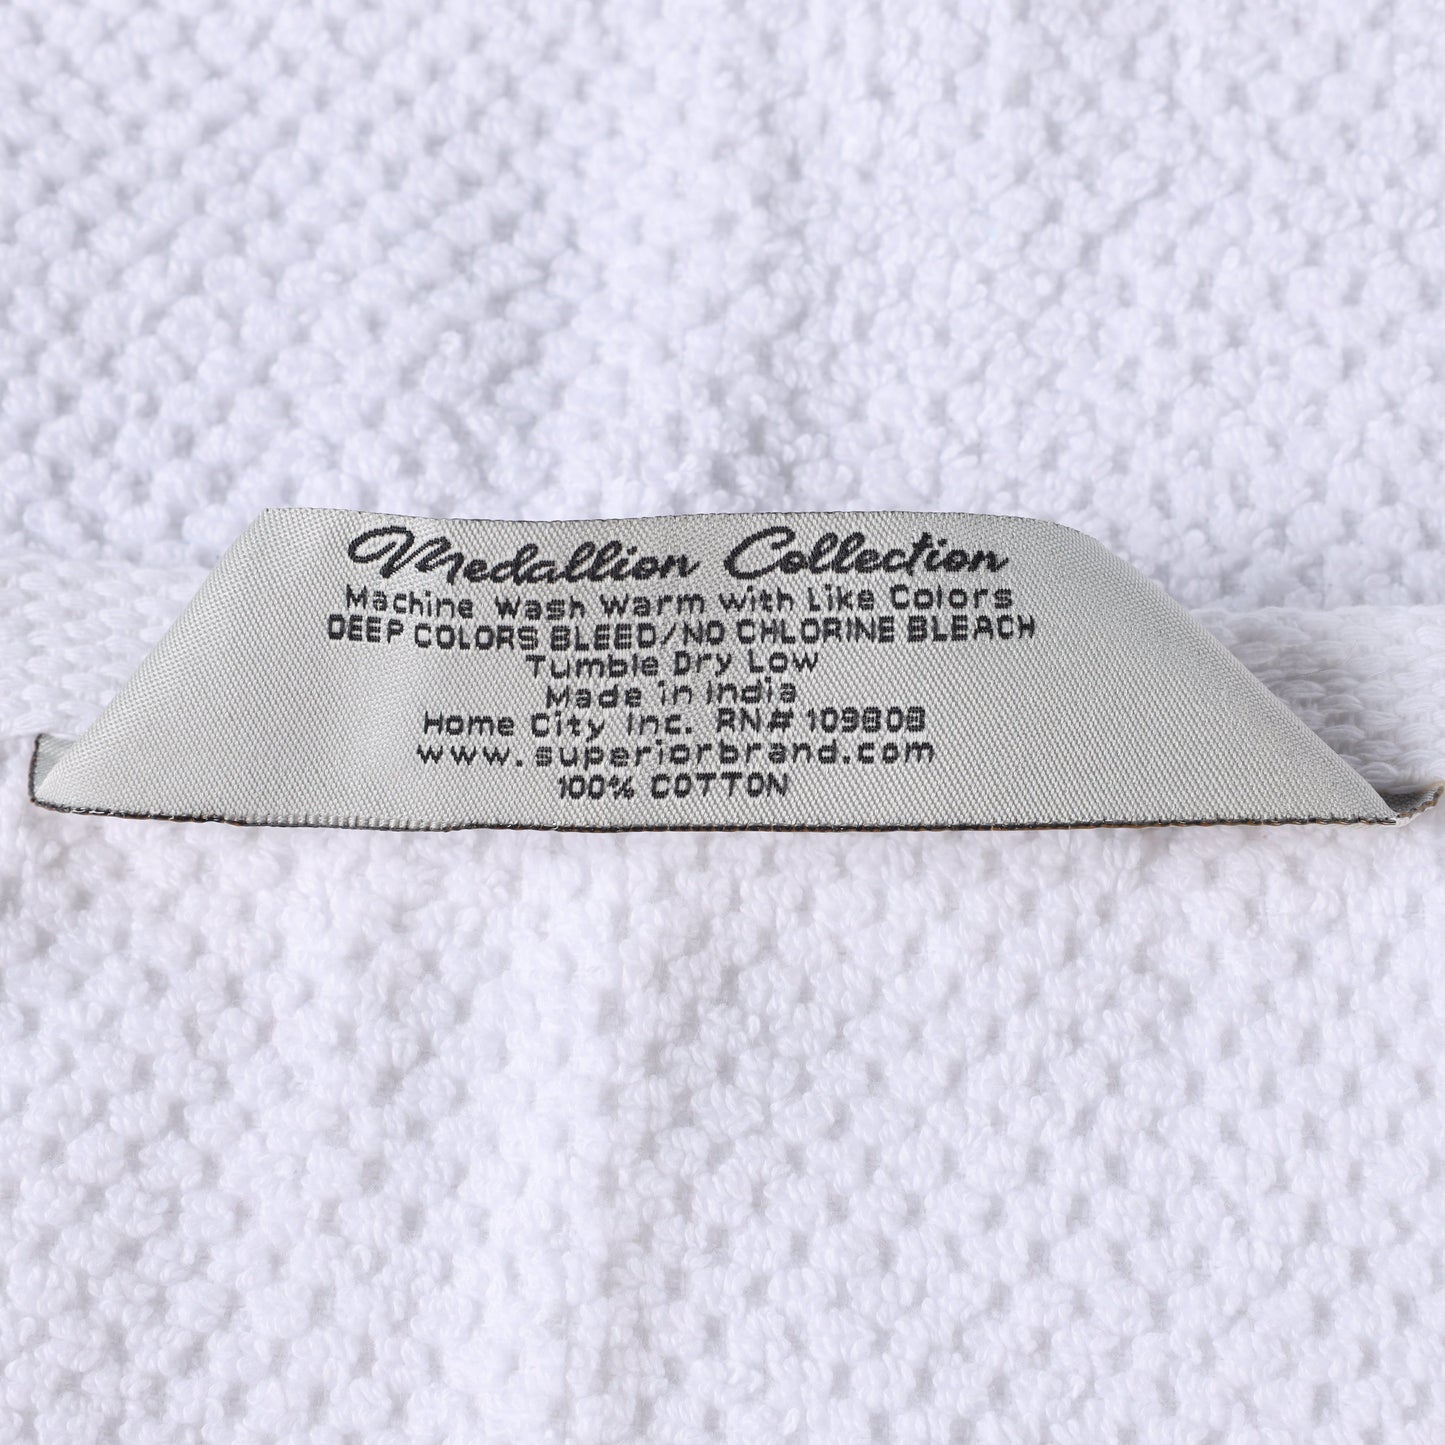 Medallion Collection
Machine Wash Warm with Like Colors
DEEP COLORS BLEED/NO CHLORINE BLEACH
Tumble Dry Low
Made in India
Home City Inc. RN# 109808
www.superiorbrand.com
100% COTTON